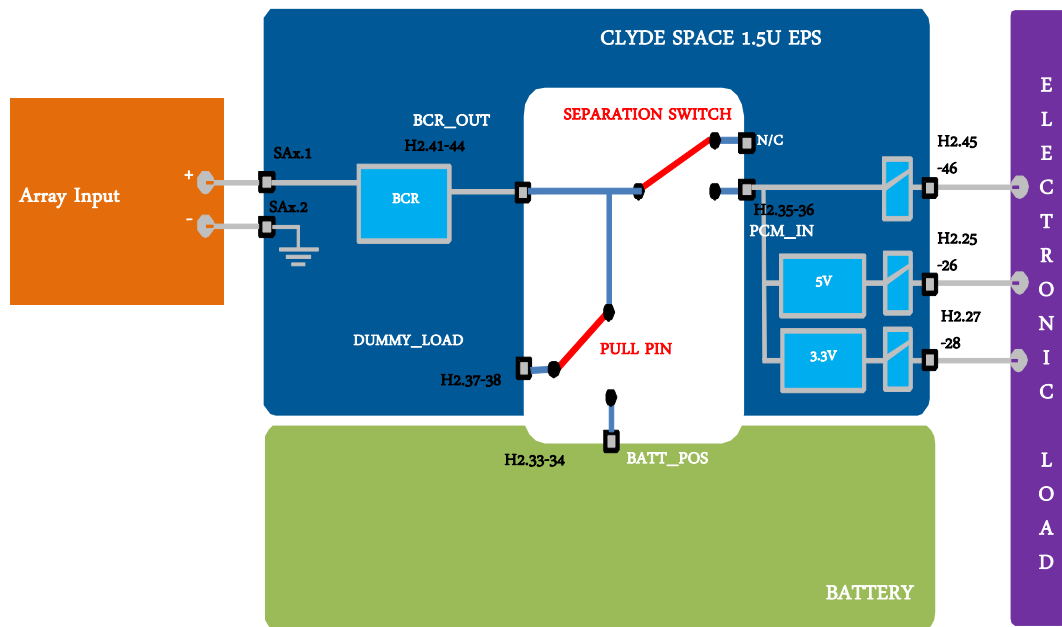 CLYDE SPACE 1.5U EPS
SEPARATION SWITCH
BCR_OUT
H2.41-44
N/C
H2.45
-46
SAx.1
Array Input
+
-
BCR
SAx.2
H2.35-36
PCM_IN
H2.25
-26
5V
H2.27
-28
DUMMY_LOAD
PULL PIN
3.3V
H2.37-38
H2.33-34
BATT_POS
BATTERY
E
L
E
C
T
R
O
N
I
C
L
O
A
D